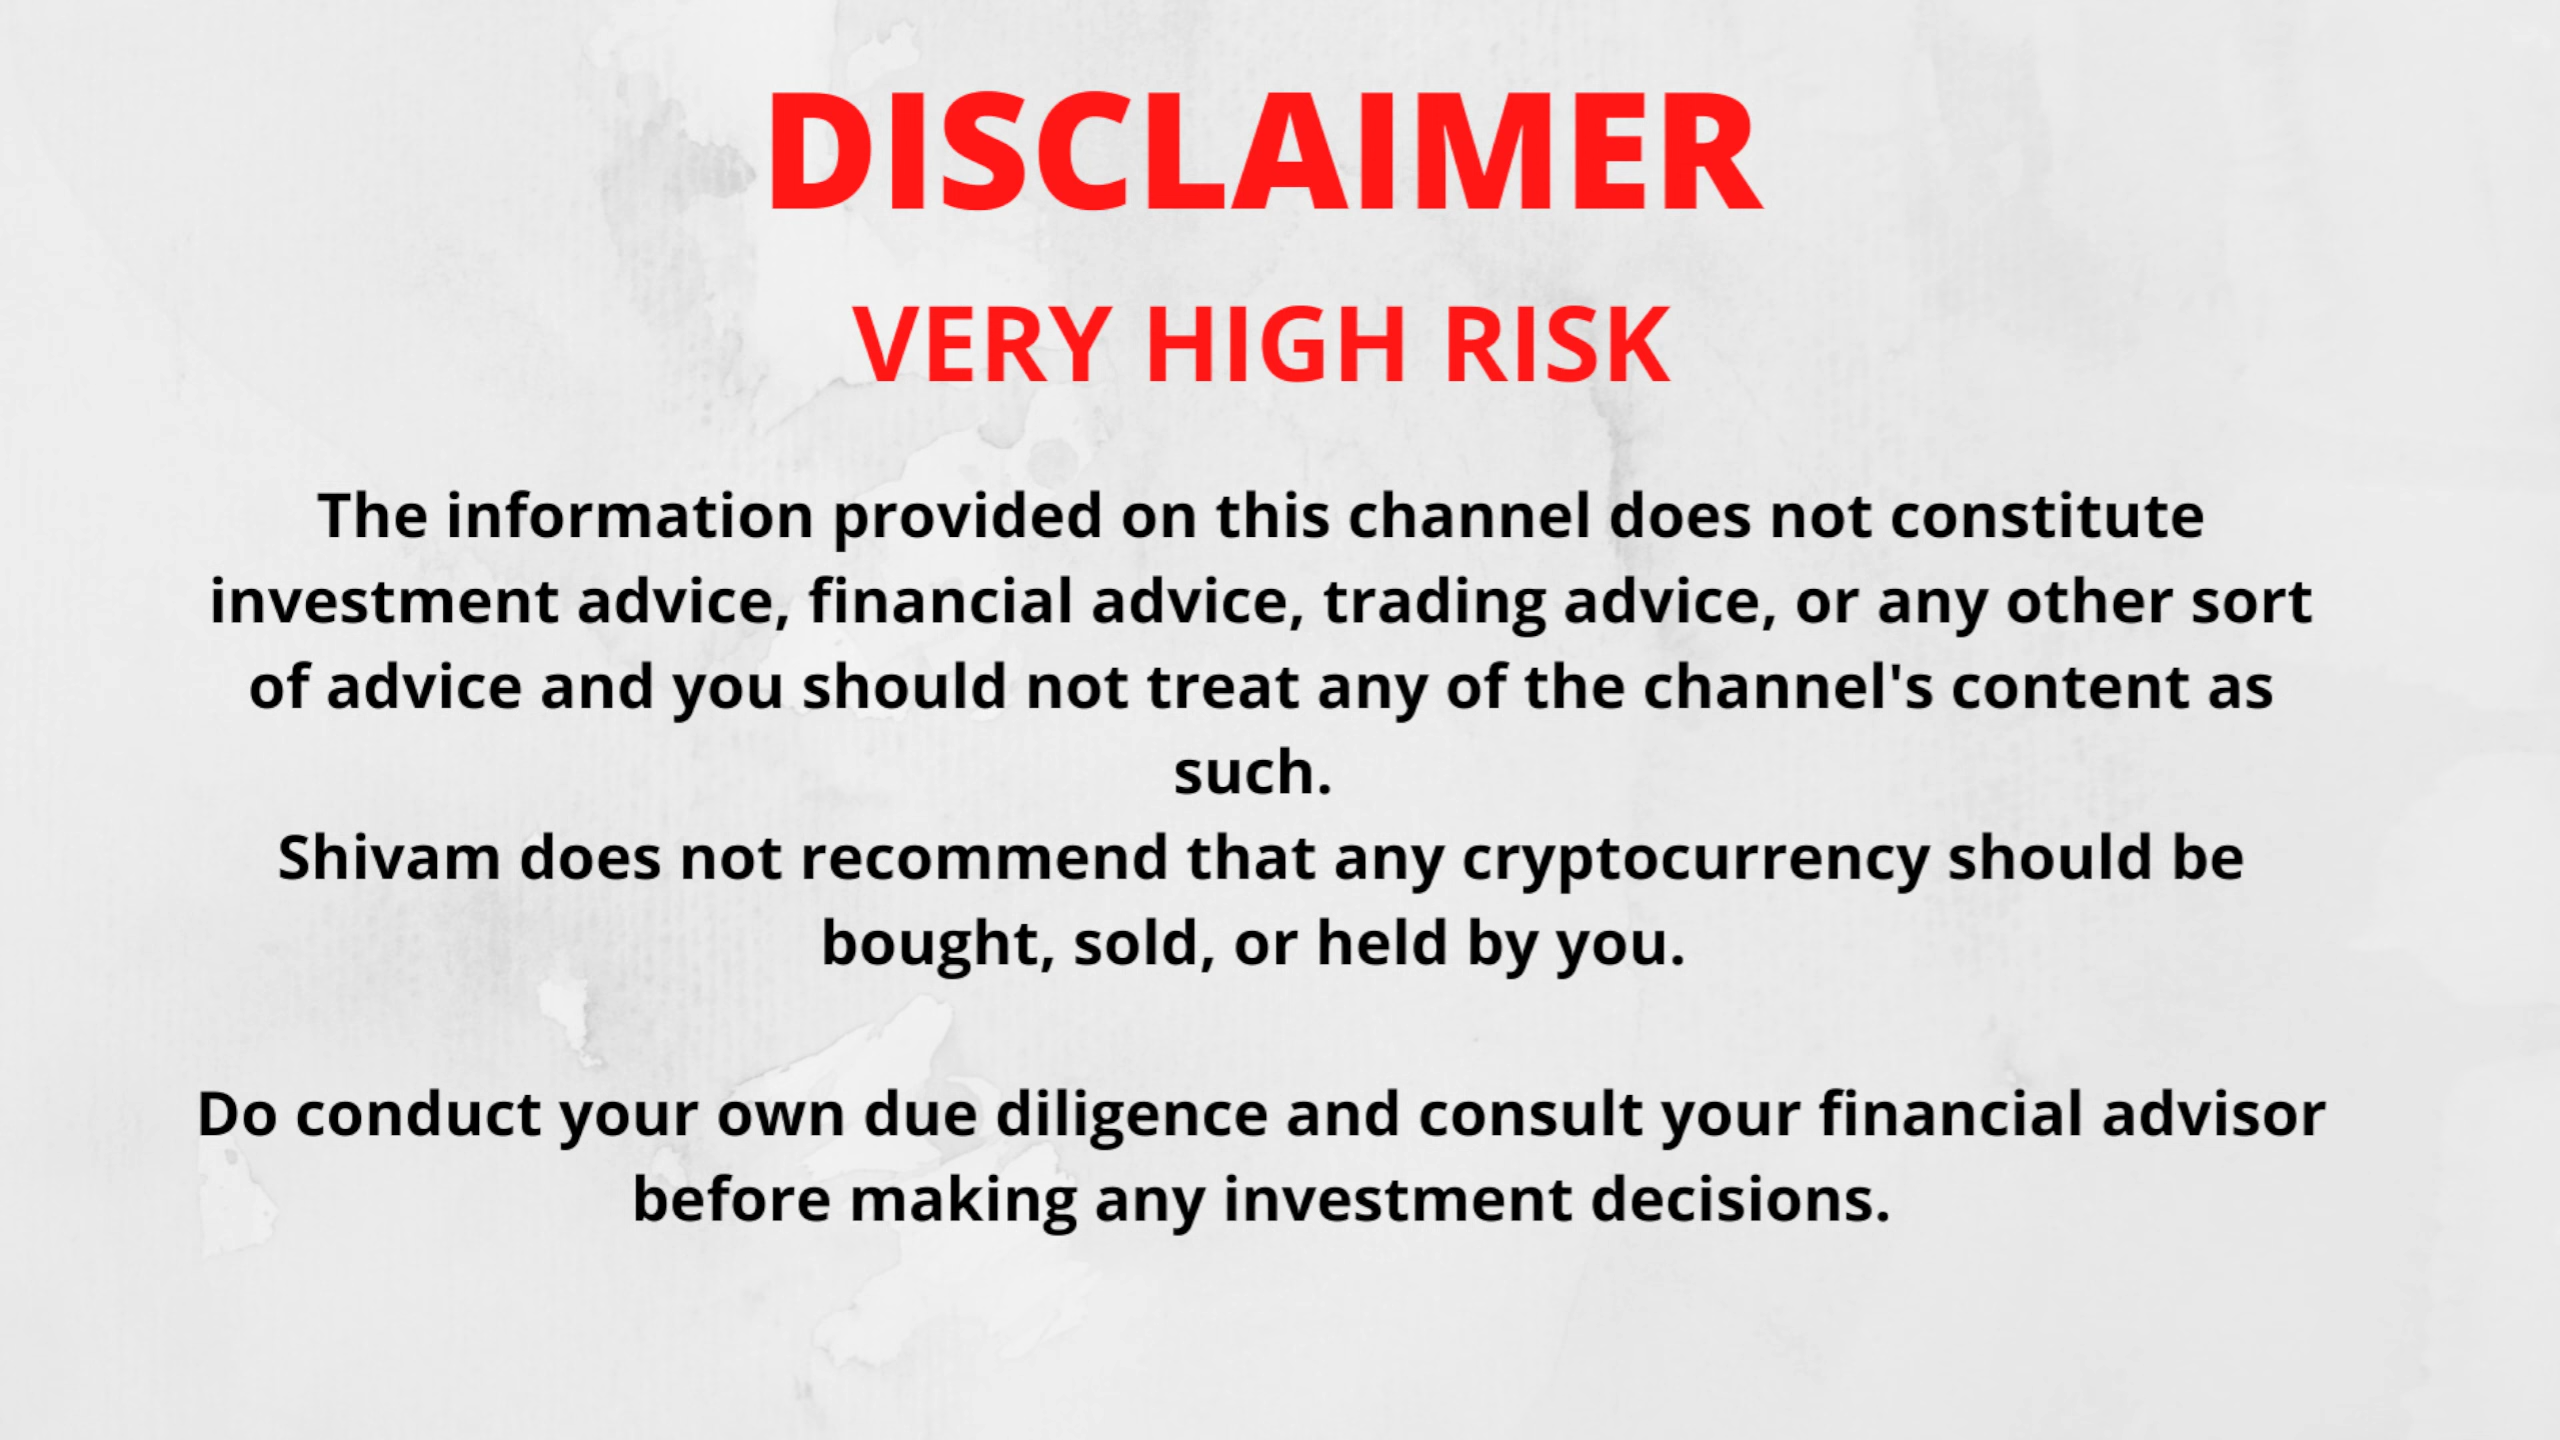 DISCLAIMER
VERY HIGH RISK
The information provided on this channel does not constitute
investment advice, financial advice, trading advice, or any other sort
of advice and you should not treat any of the channel's content as
such.
Shivam does not recommend that any cryptocurrency should be
bought, sold, or held by you.
Do conduct your own due diligence and consult your financial advisor
before making any investment decisions.